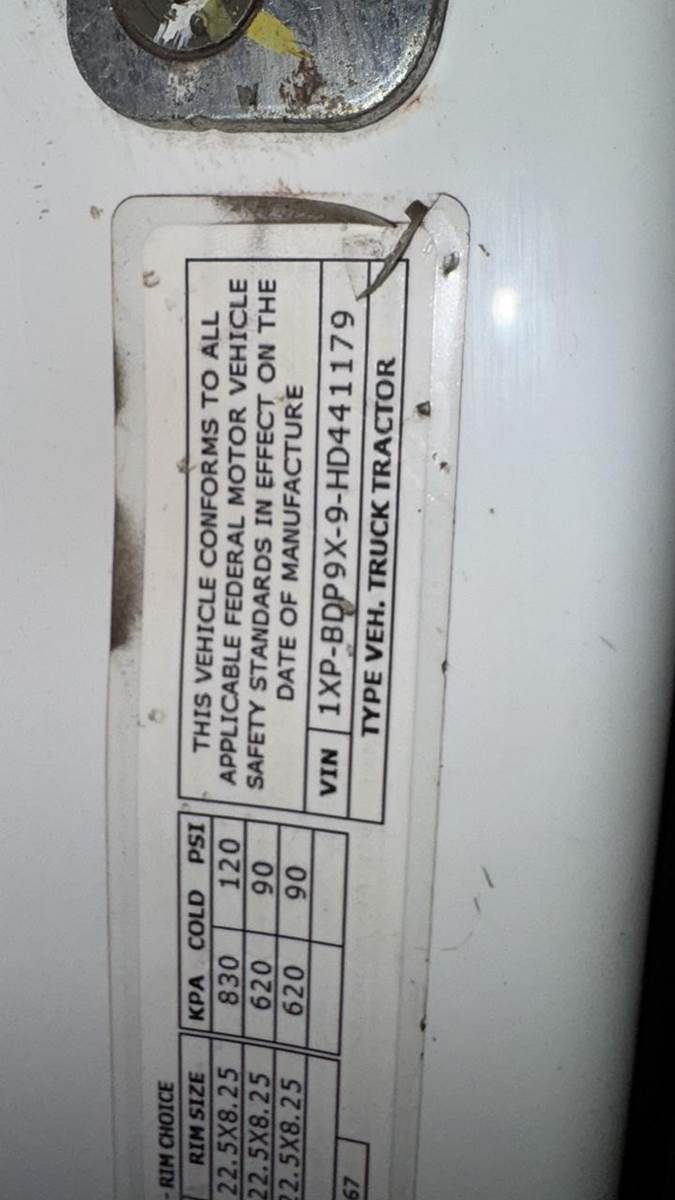 - RIM CHOICE
RIM SIZE KPA COLD PSI
22.5X8.25 830 120
22.5X8.25 620 90
22.5X8.25 620 90
67
THIS VEHICLE CONFORMS TO ALL
APPLICABLE FEDERAL MOTOR VEHICLE
SAFETY STANDARDS IN EFFECT ON THE
DATE OF MANUFACTURE
VIN 1XP-BDP9X-9-HD441179
TYPE VEH. TRUCK TRACTOR